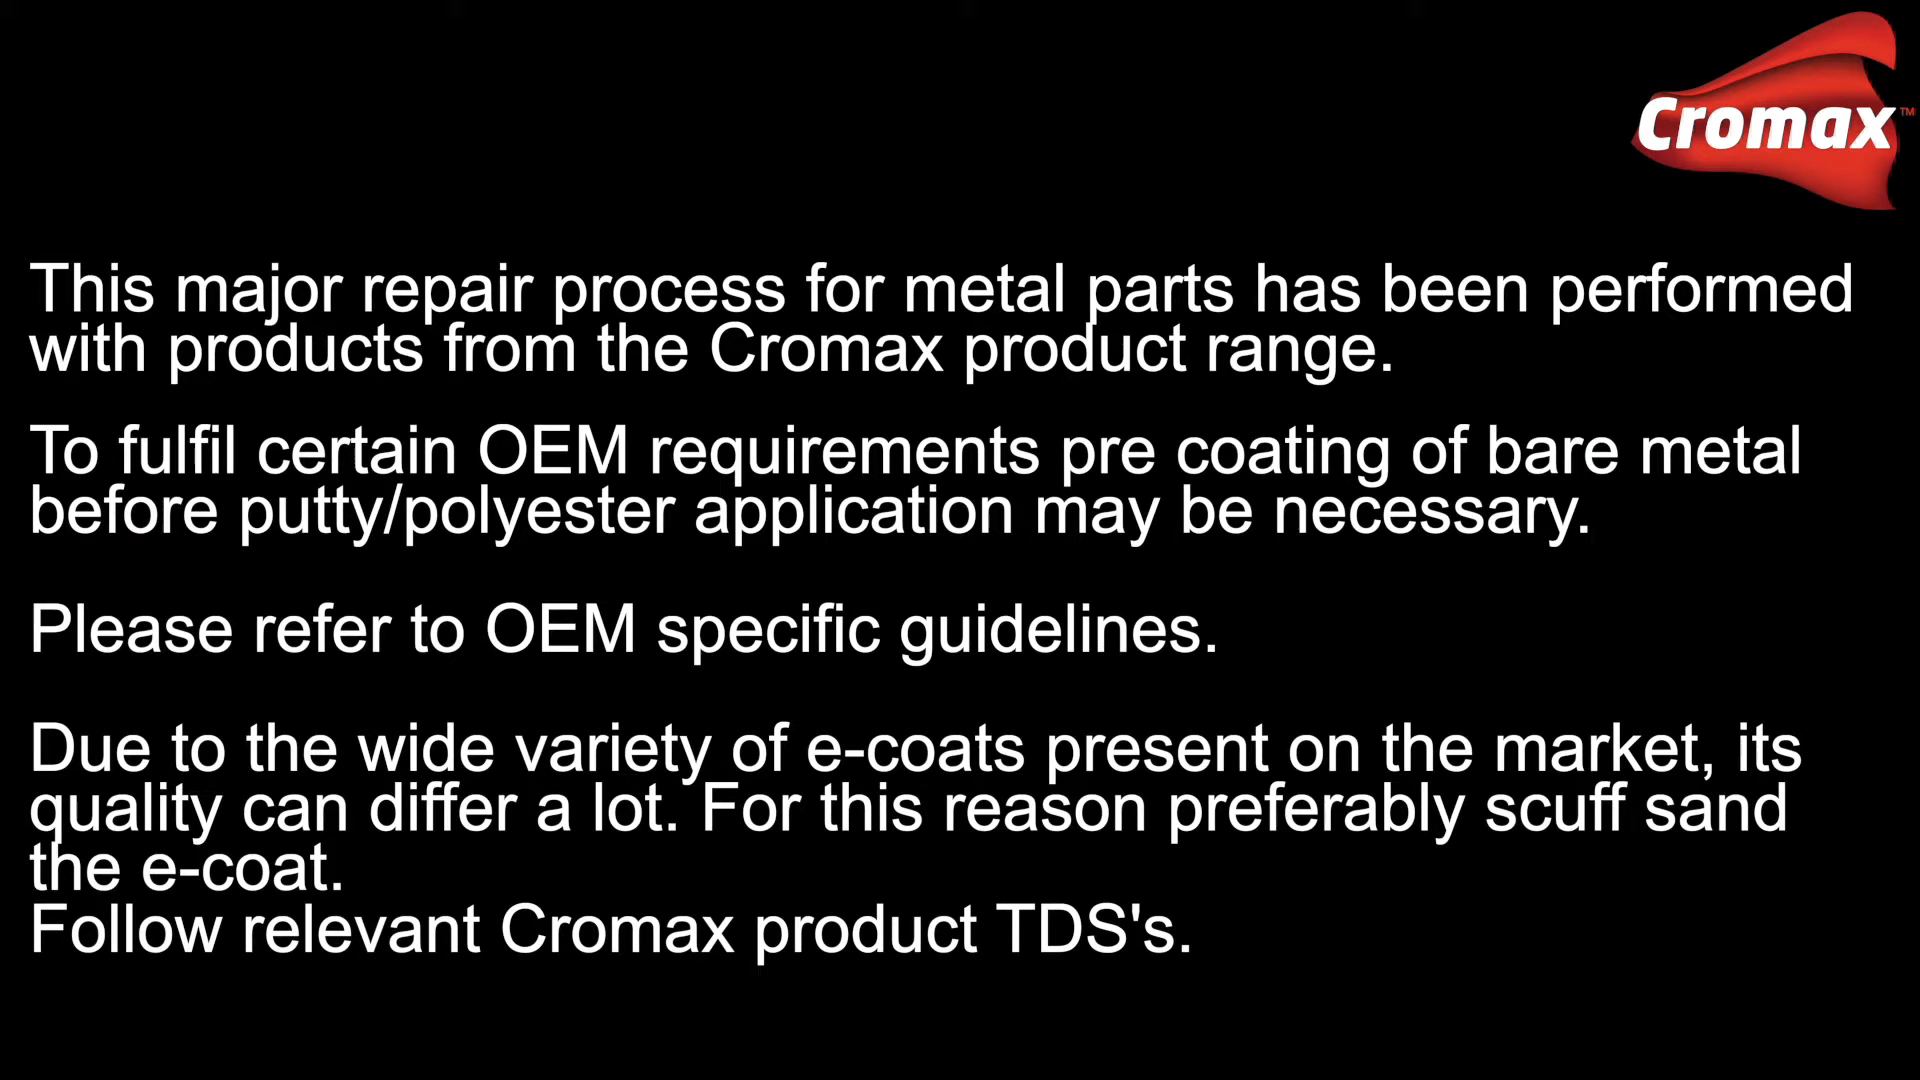 Cromax™
This major repair process for metal parts has been performed
with products from the Cromax product range.
To fulfil certain OEM requirements pre coating of bare metal
before putty/polyester application may be necessary.
Please refer to OEM specific guidelines.
Due to the wide variety of e-coats present on the market, its
quality can differ a lot. For this reason preferably scuff sand
the e-coat.
Follow relevant Cromax product TDS's.